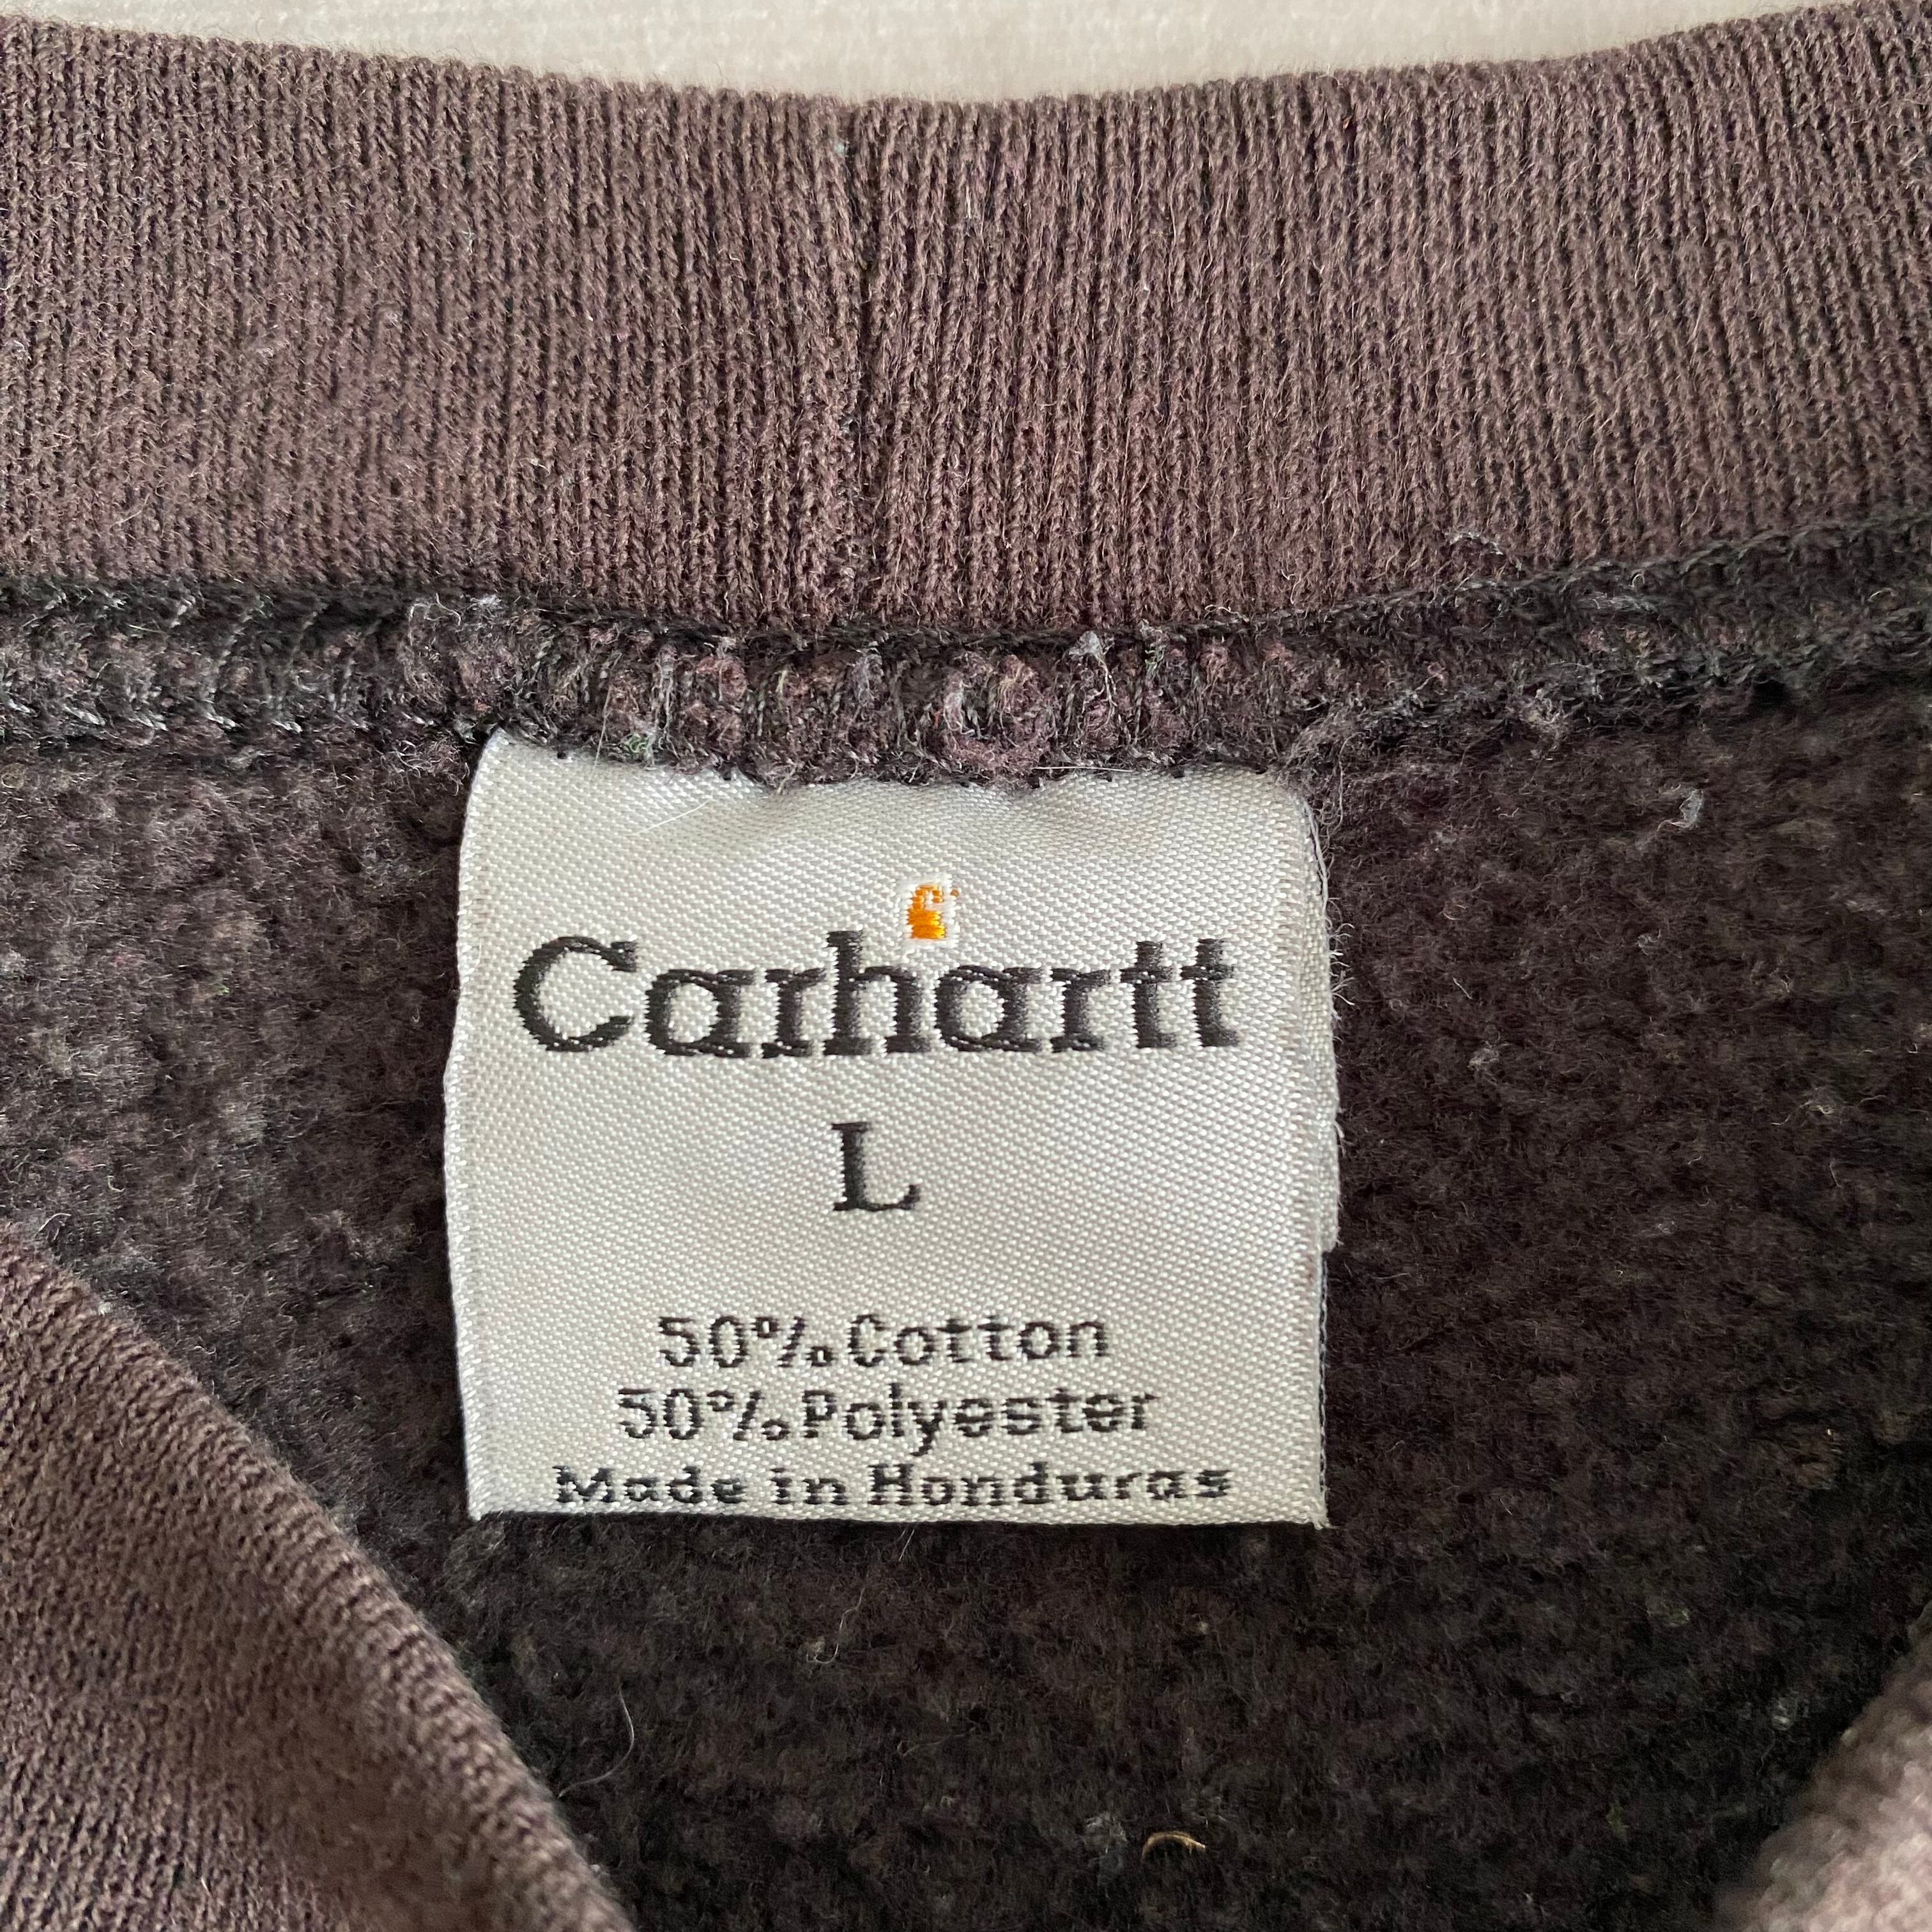 Carhartt
L
50% Cotton
50% Polyester
Made in Honduras